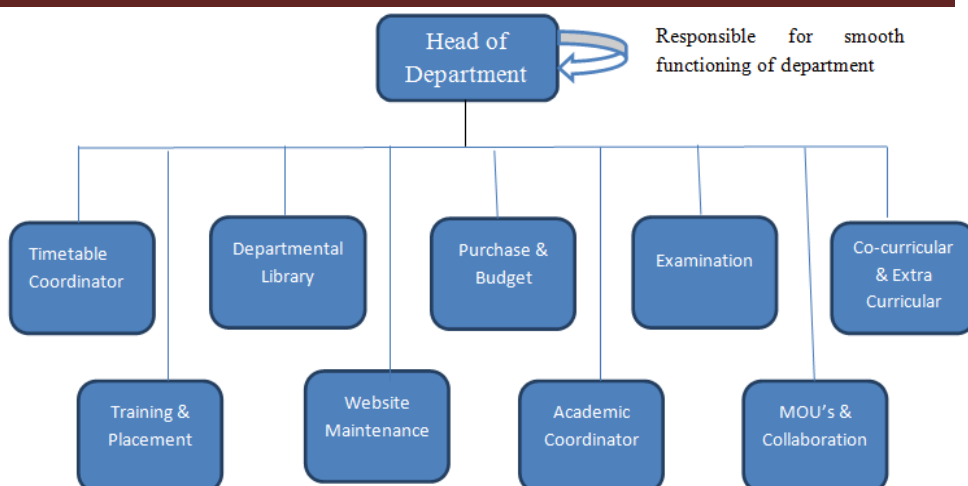 Head of
Department
Responsible for smooth
functioning of department
Timetable
Coordinator
Departmental
Library
Purchase &
Budget
Examination
Co-curricular
& Extra
Curricular
Training &
Placement
Website
Maintenance
Academic
Coordinator
MOU's &
Collaboration